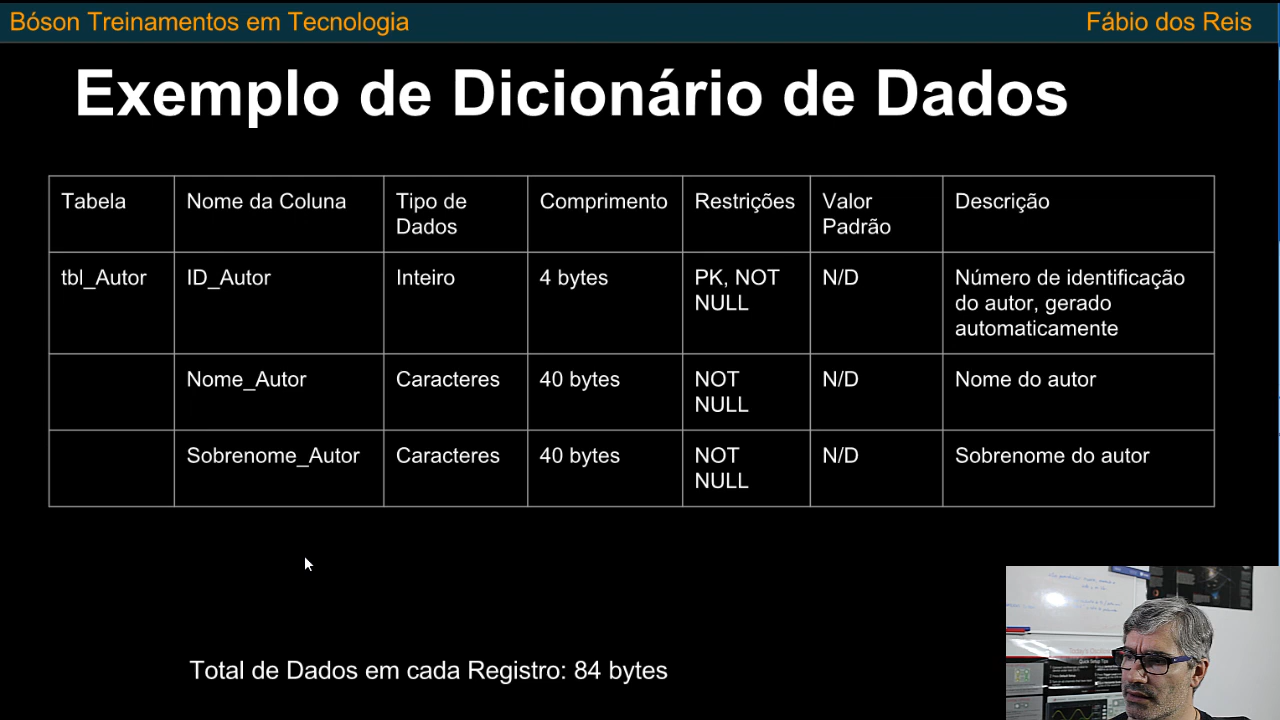 Bóson Treinamentos em Tecnologia
Fábio dos Reis
Exemplo de Dicionário de Dados
Tabela
Nome da Coluna
Tipo de
Dados
Comprimento
Restrições
Valor
Padrão
Descrição
tbl_Autor
ID_Autor
Inteiro
4 bytes
PK, NOT
NULL
N/D
Número de identificação
do autor, gerado
automaticamente
Nome_Autor
Caracteres
40 bytes
NOT
NULL
N/D
Nome do autor
Sobrenome_Autor
Caracteres
40 bytes
NOT
NULL
N/D
Sobrenome do autor
Total de Dados em cada Registro: 84 bytes
Quick Setup Tips